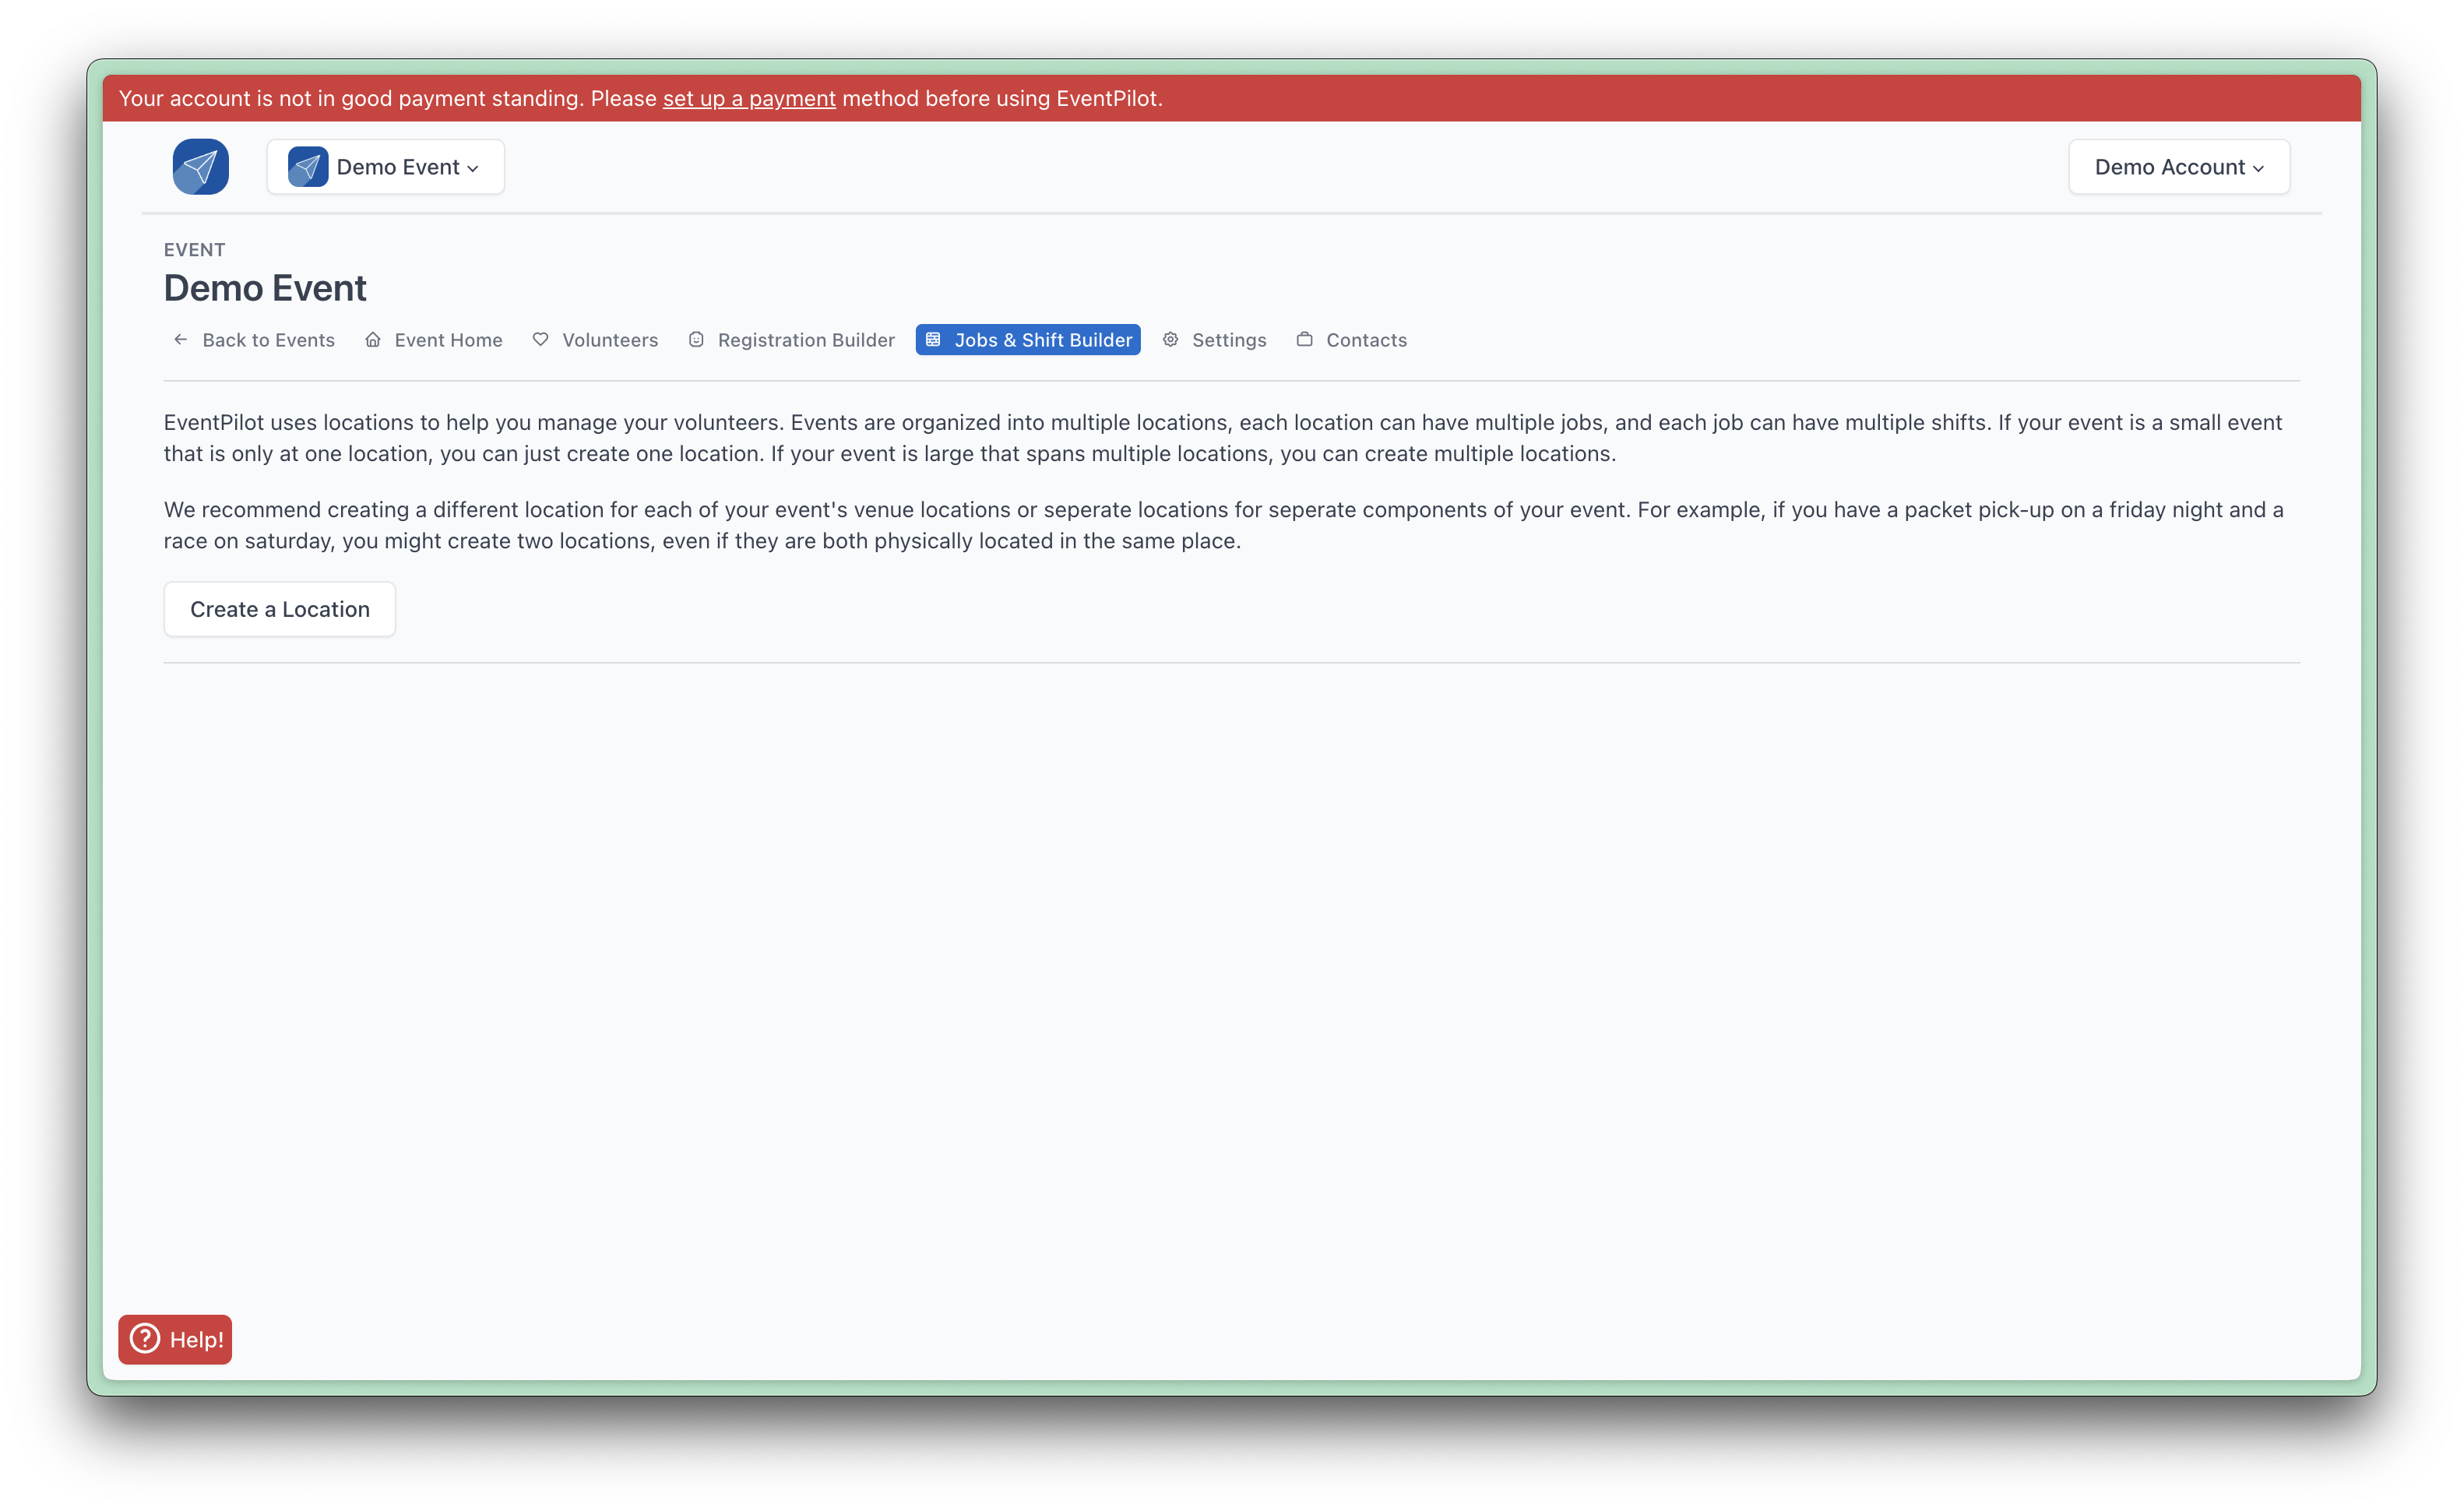 Your account is not in good payment standing. Please set up a payment method before using EventPilot.
Demo Event
Demo Account
EVENT
Demo Event
Back to Events
Event Home
Volunteers
Registration Builder
Jobs & Shift Builder
Settings
Contacts
EventPilot uses locations to help you manage your volunteers. Events are organized into multiple locations, each location can have multiple jobs, and each job can have multiple shifts. If your event is a small event
that is only at one location, you can just create one location. If your event is large that spans multiple locations, you can create multiple locations.
We recommend creating a different location for each of your event's venue locations or seperate locations for seperate components of your event. For example, if you have a packet pick-up on a friday night and a
race on saturday, you might create two locations, even if they are both physically located in the same place.
Create a Location
Help!